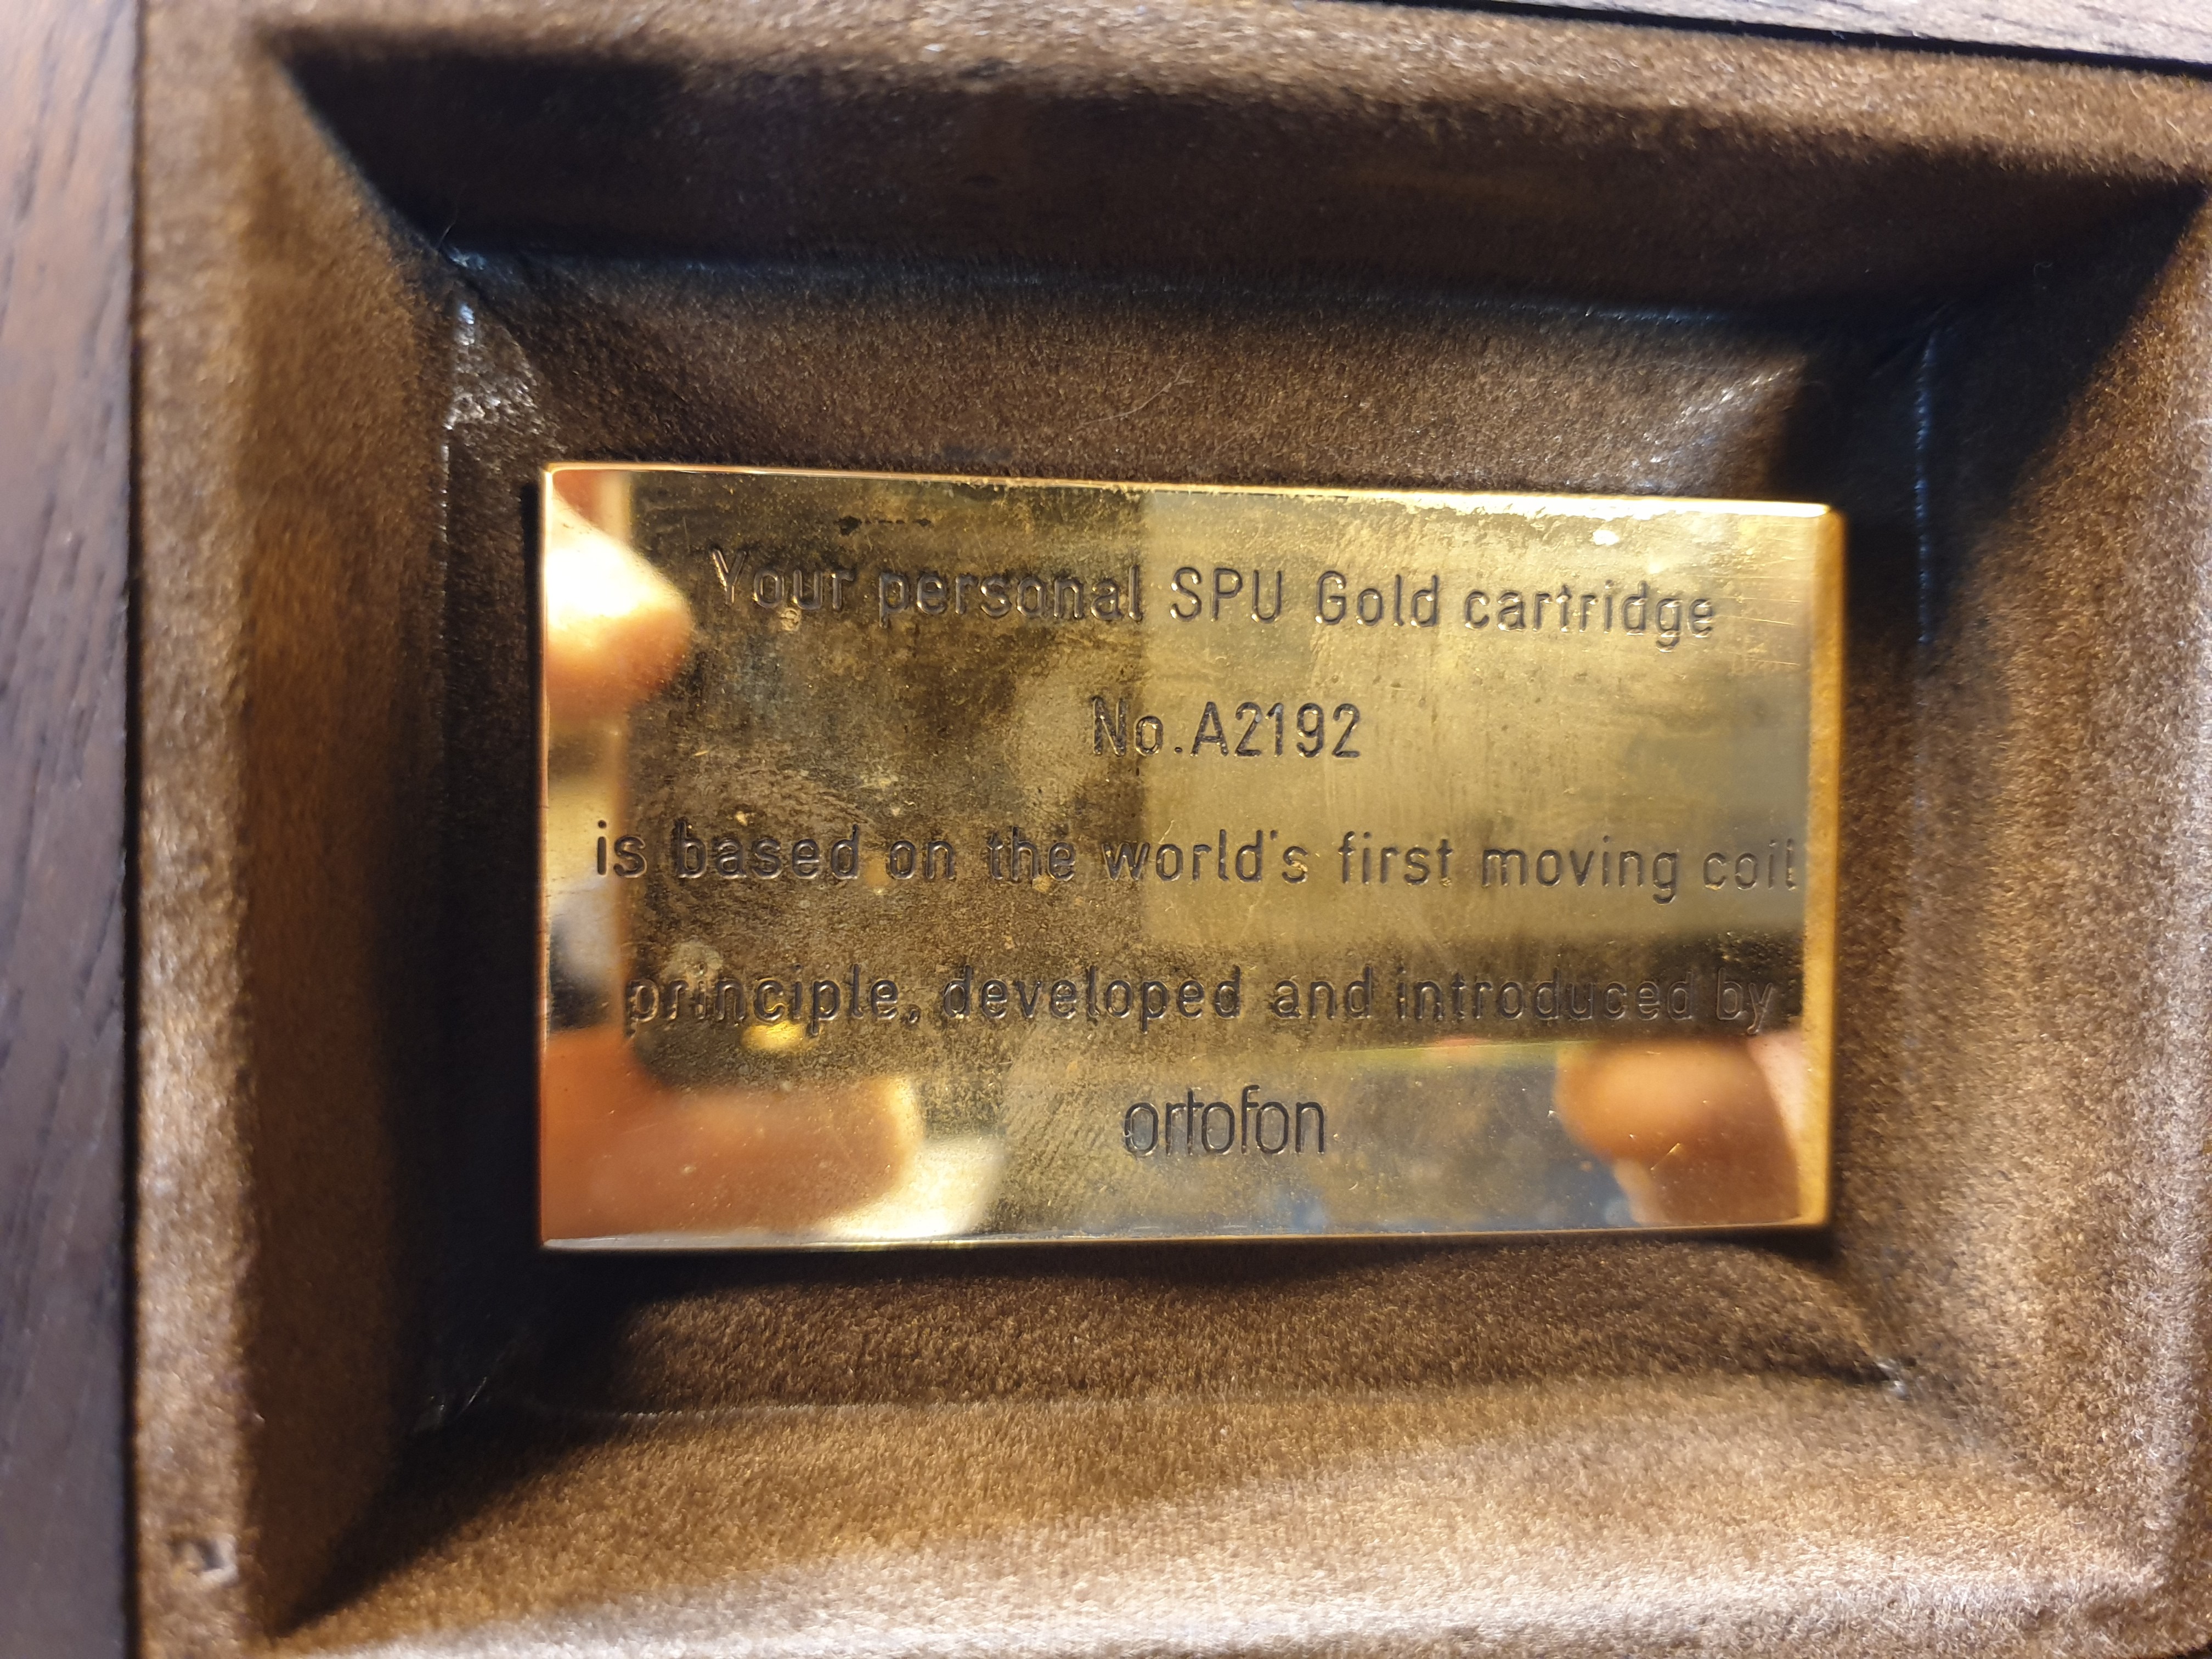 Your personal SPU Gold cartridge
No.A2192
is based on the world's first moving coil
principle, developed and introduced by
ortofon